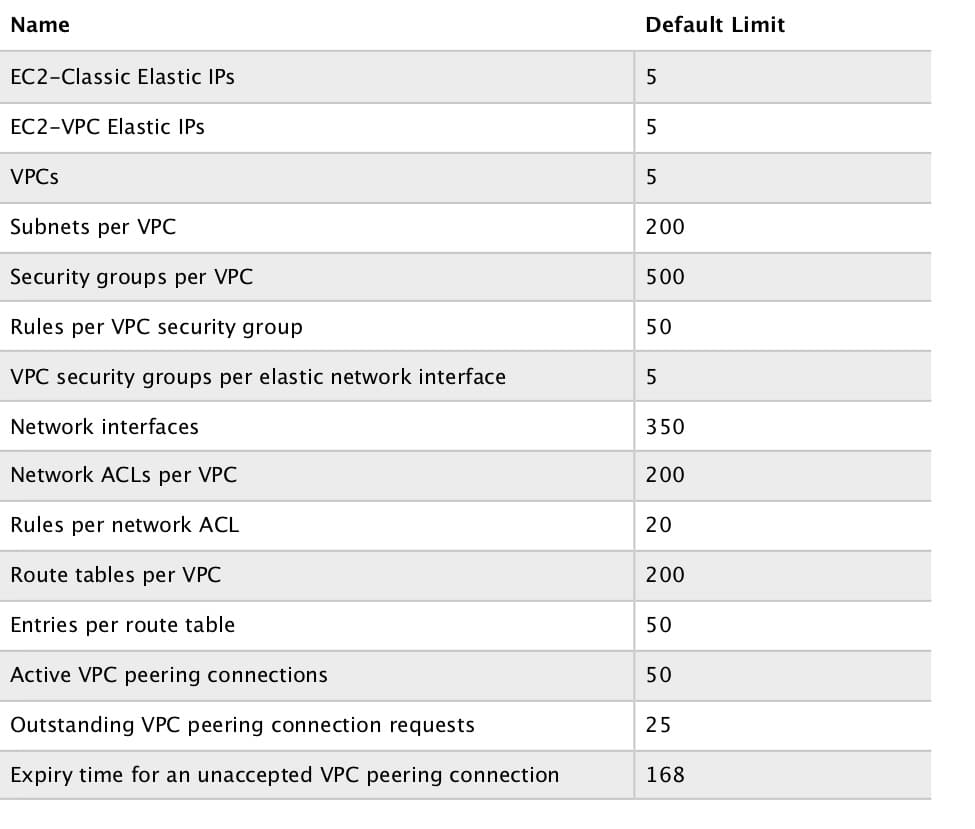 Name Default Limit
EC2-Classic Elastic IPs 5
EC2-VPC Elastic IPs 5
VPCs 5
Subnets per VPC 200
Security groups per VPC 500
Rules per VPC security group 50
VPC security groups per elastic network interface 5
Network interfaces 350
Network ACLs per VPC 200
Rules per network ACL 20
Route tables per VPC 200
Entries per route table 50
Active VPC peering connections 50
Outstanding VPC peering connection requests 25
Expiry time for an unaccepted VPC peering connection 168